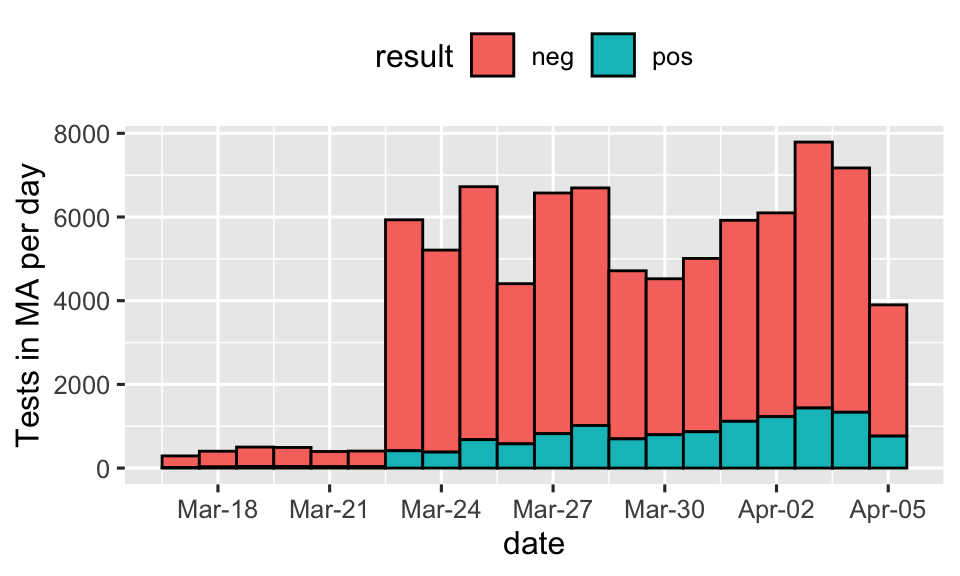 result neg pos
Tests in MA per day
8000
6000
4000
2000
0
Mar-18 Mar-21 Mar-24 Mar-27 Mar-30 Apr-02 Apr-05
date